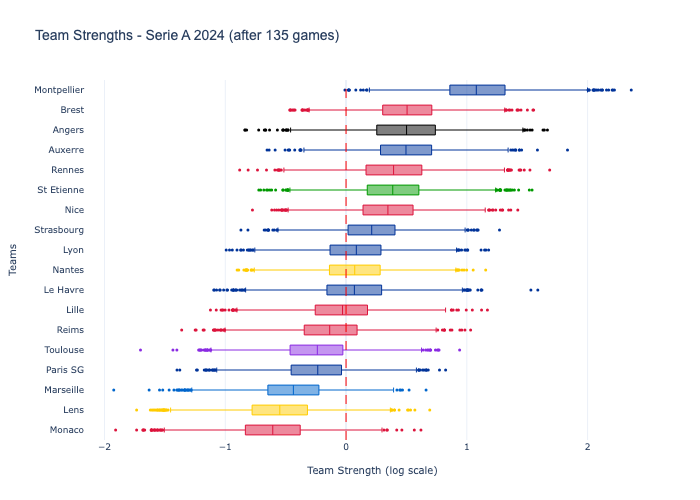 Team Strengths - Serie A 2024 (after 135 games)
Montpellier
Brest
Angers
Auxerre
Rennes
St Etienne
Nice
Strasbourg
Lyon
Nantes
Le Havre
Lille
Reims
Toulouse
Paris SG
Marseille
Lens
Monaco
Teams
−2 −1 0 1 2
Team Strength (log scale)